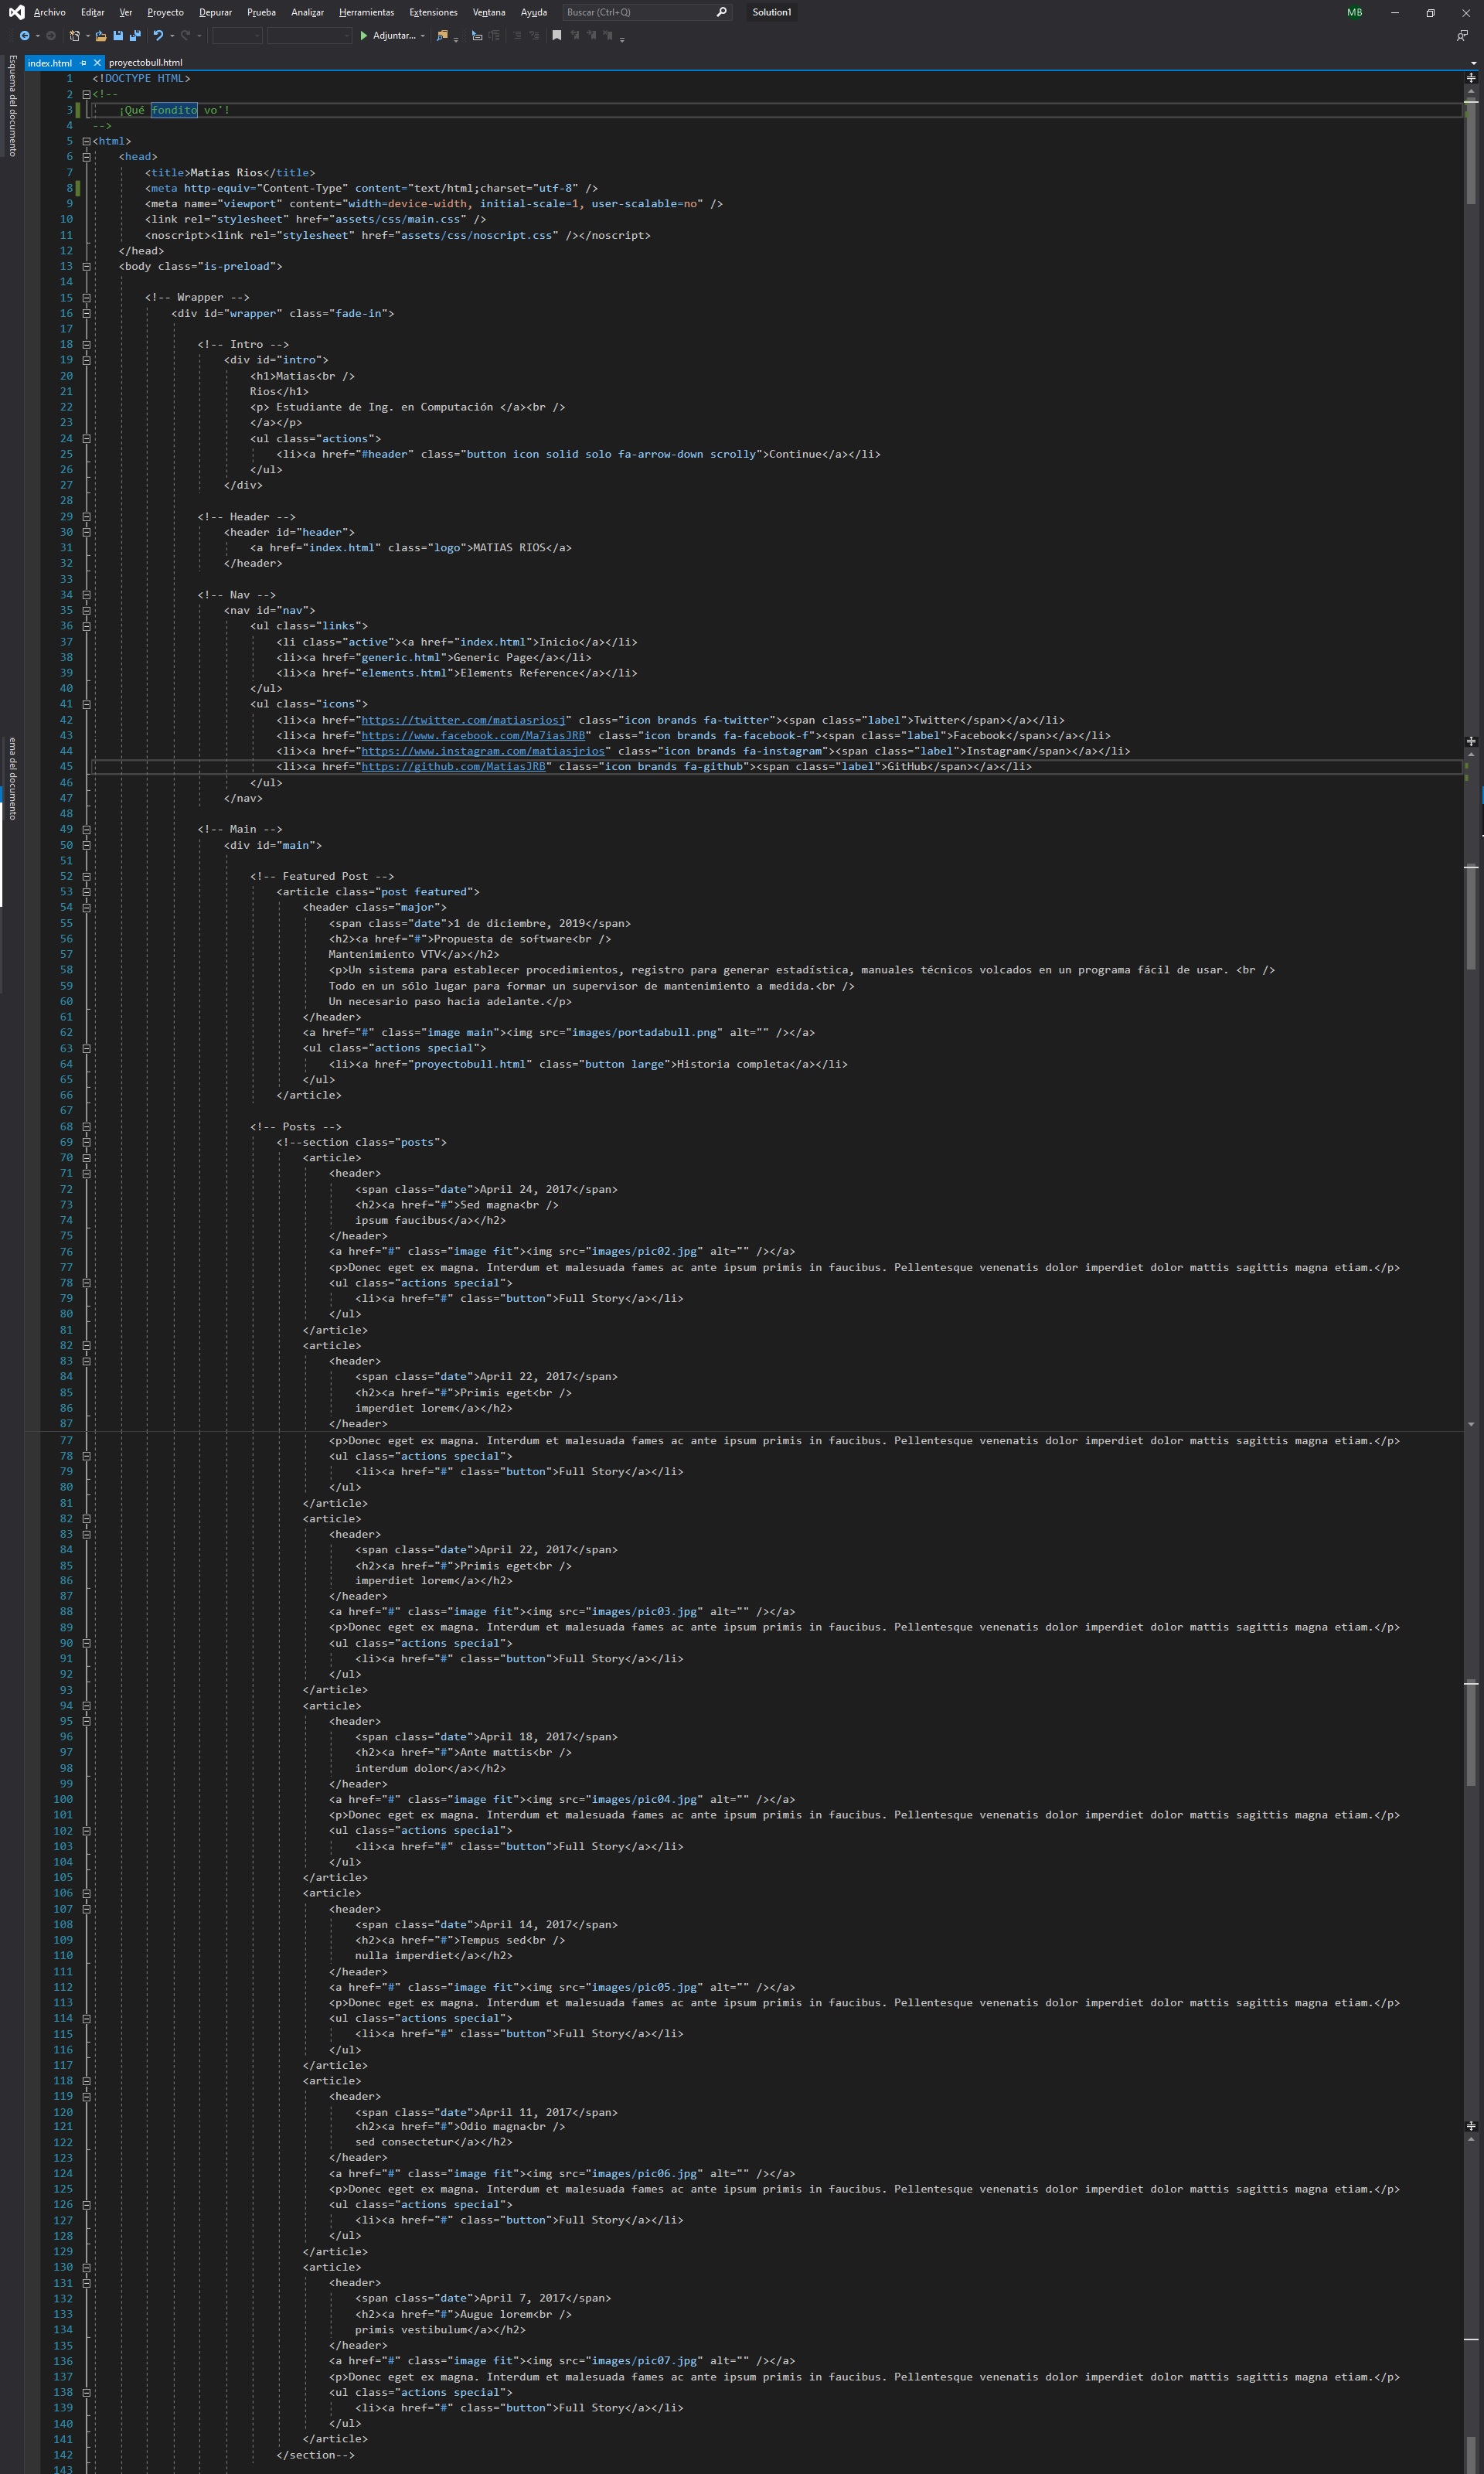 Archivo Editar Ver Proyecto Depurar Prueba Analizar Herramientas Extensiones Ventana Ayuda Buscar (Ctrl+Q) Solution1 MB
Adjuntar...
Esquema del documento
index.html proyectobull.html
1 <!DOCTYPE HTML>
2 <!--
3 ¡Qué fondito vo'!
4 -->
5 <html>
6 <head>
7 <title>Matias Rios</title>
8 <meta http-equiv="Content-Type" content="text/html;charset="utf-8" />
9 <meta name="viewport" content="width=device-width, initial-scale=1, user-scalable=no" />
10 <link rel="stylesheet" href="assets/css/main.css" />
11 <noscript><link rel="stylesheet" href="assets/css/noscript.css" /></noscript>
12 </head>
13 <body class="is-preload">
14
15 <!-- Wrapper -->
16 <div id="wrapper" class="fade-in">
17
18 <!-- Intro -->
19 <div id="intro">
20 <h1>Matias<br />
21 Rios</h1>
22 <p> Estudiante de Ing. en Computación </a><br />
23 </a></p>
24 <ul class="actions">
25 <li><a href="#header" class="button icon solid solo fa-arrow-down scrolly">Continue</a></li>
26 </ul>
27 </div>
28
29 <!-- Header -->
30 <header id="header">
31 <a href="index.html" class="logo">MATIAS RIOS</a>
32 </header>
33
34 <!-- Nav -->
35 <nav id="nav">
36 <ul class="links">
37 <li class="active"><a href="index.html">Inicio</a></li>
38 <li><a href="generic.html">Generic Page</a></li>
39 <li><a href="elements.html">Elements Reference</a></li>
40 </ul>
41 <ul class="icons">
42 <li><a href="https://twitter.com/matiasriosj" class="icon brands fa-twitter"><span class="label">Twitter</span></a></li>
43 <li><a href="https://www.facebook.com/Ma7iasJRB" class="icon brands fa-facebook-f"><span class="label">Facebook</span></a></li>
44 <li><a href="https://www.instagram.com/matiasjrios" class="icon brands fa-instagram"><span class="label">Instagram</span></a></li>
ema del documento
45 <li><a href="https://github.com/MatiasJRB" class="icon brands fa-github"><span class="label">GitHub</span></a></li>
46 </ul>
47 </nav>
48
49 <!-- Main -->
50 <div id="main">
51
52 <!-- Featured Post -->
53 <article class="post featured">
54 <header class="major">
55 <span class="date">1 de diciembre, 2019</span>
56 <h2><a href="#">Propuesta de software<br />
57 Mantenimiento VTV</a></h2>
58 <p>Un sistema para establecer procedimientos, registro para generar estadística, manuales técnicos volcados en un programa fácil de usar. <br />
59 Todo en un sólo lugar para formar un supervisor de mantenimiento a medida.<br />
60 Un necesario paso hacia adelante.</p>
61 </header>
62 <a href="#" class="image main"><img src="images/portadabull.png" alt="" /></a>
63 <ul class="actions special">
64 <li><a href="proyectobull.html" class="button large">Historia completa</a></li>
65 </ul>
66 </article>
67
68 <!-- Posts -->
69 <!--section class="posts">
70 <article>
71 <header>
72 <span class="date">April 24, 2017</span>
73 <h2><a href="#">Sed magna<br />
74 ipsum faucibus</a></h2>
75 </header>
76 <a href="#" class="image fit"><img src="images/pic02.jpg" alt="" /></a>
77 <p>Donec eget ex magna. Interdum et malesuada fames ac ante ipsum primis in faucibus. Pellentesque venenatis dolor imperdiet dolor mattis sagittis magna etiam.</p>
78 <ul class="actions special">
79 <li><a href="#" class="button">Full Story</a></li>
80 </ul>
81 </article>
82 <article>
83 <header>
84 <span class="date">April 22, 2017</span>
85 <h2><a href="#">Primis eget<br />
86 imperdiet lorem</a></h2>
87 </header>
77 <p>Donec eget ex magna. Interdum et malesuada fames ac ante ipsum primis in faucibus. Pellentesque venenatis dolor imperdiet dolor mattis sagittis magna etiam.</p>
78 <ul class="actions special">
79 <li><a href="#" class="button">Full Story</a></li>
80 </ul>
81 </article>
82 <article>
83 <header>
84 <span class="date">April 22, 2017</span>
85 <h2><a href="#">Primis eget<br />
86 imperdiet lorem</a></h2>
87 </header>
88 <a href="#" class="image fit"><img src="images/pic03.jpg" alt="" /></a>
89 <p>Donec eget ex magna. Interdum et malesuada fames ac ante ipsum primis in faucibus. Pellentesque venenatis dolor imperdiet dolor mattis sagittis magna etiam.</p>
90 <ul class="actions special">
91 <li><a href="#" class="button">Full Story</a></li>
92 </ul>
93 </article>
94 <article>
95 <header>
96 <span class="date">April 18, 2017</span>
97 <h2><a href="#">Ante mattis<br />
98 interdum dolor</a></h2>
99 </header>
100 <a href="#" class="image fit"><img src="images/pic04.jpg" alt="" /></a>
101 <p>Donec eget ex magna. Interdum et malesuada fames ac ante ipsum primis in faucibus. Pellentesque venenatis dolor imperdiet dolor mattis sagittis magna etiam.</p>
102 <ul class="actions special">
103 <li><a href="#" class="button">Full Story</a></li>
104 </ul>
105 </article>
106 <article>
107 <header>
108 <span class="date">April 14, 2017</span>
109 <h2><a href="#">Tempus sed<br />
110 nulla imperdiet</a></h2>
111 </header>
112 <a href="#" class="image fit"><img src="images/pic05.jpg" alt="" /></a>
113 <p>Donec eget ex magna. Interdum et malesuada fames ac ante ipsum primis in faucibus. Pellentesque venenatis dolor imperdiet dolor mattis sagittis magna etiam.</p>
114 <ul class="actions special">
115 <li><a href="#" class="button">Full Story</a></li>
116 </ul>
117 </article>
118 <article>
119 <header>
120 <span class="date">April 11, 2017</span>
121 <h2><a href="#">Odio magna<br />
122 sed consectetur</a></h2>
123 </header>
124 <a href="#" class="image fit"><img src="images/pic06.jpg" alt="" /></a>
125 <p>Donec eget ex magna. Interdum et malesuada fames ac ante ipsum primis in faucibus. Pellentesque venenatis dolor imperdiet dolor mattis sagittis magna etiam.</p>
126 <ul class="actions special">
127 <li><a href="#" class="button">Full Story</a></li>
128 </ul>
129 </article>
130 <article>
131 <header>
132 <span class="date">April 7, 2017</span>
133 <h2><a href="#">Augue lorem<br />
134 primis vestibulum</a></h2>
135 </header>
136 <a href="#" class="image fit"><img src="images/pic07.jpg" alt="" /></a>
137 <p>Donec eget ex magna. Interdum et malesuada fames ac ante ipsum primis in faucibus. Pellentesque venenatis dolor imperdiet dolor mattis sagittis magna etiam.</p>
138 <ul class="actions special">
139 <li><a href="#" class="button">Full Story</a></li>
140 </ul>
141 </article>
142 </section-->
143